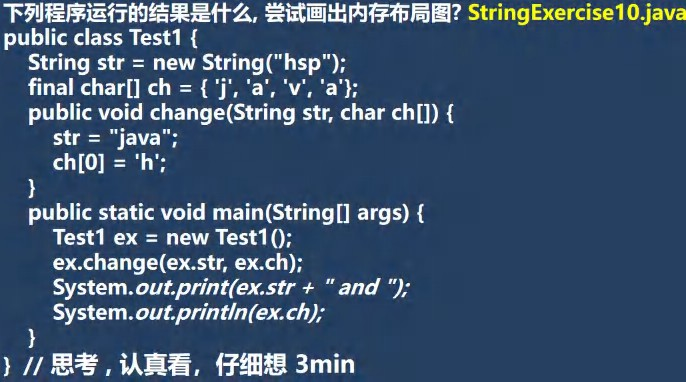 下列程序运行的结果是什么, 尝试画出内存布局图? StringExercise10.java
public class Test1 {
String str = new String("hsp");
final char[] ch = { 'j', 'a', 'v', 'a'};
public void change(String str, char ch[]) {
str = "java";
ch[0] = 'h';
}
public static void main(String[] args) {
Test1 ex = new Test1();
ex.change(ex.str, ex.ch);
System.out.print(ex.str + " and ");
System.out.println(ex.ch);
}
} // 思考 , 认真看，仔细想 3min